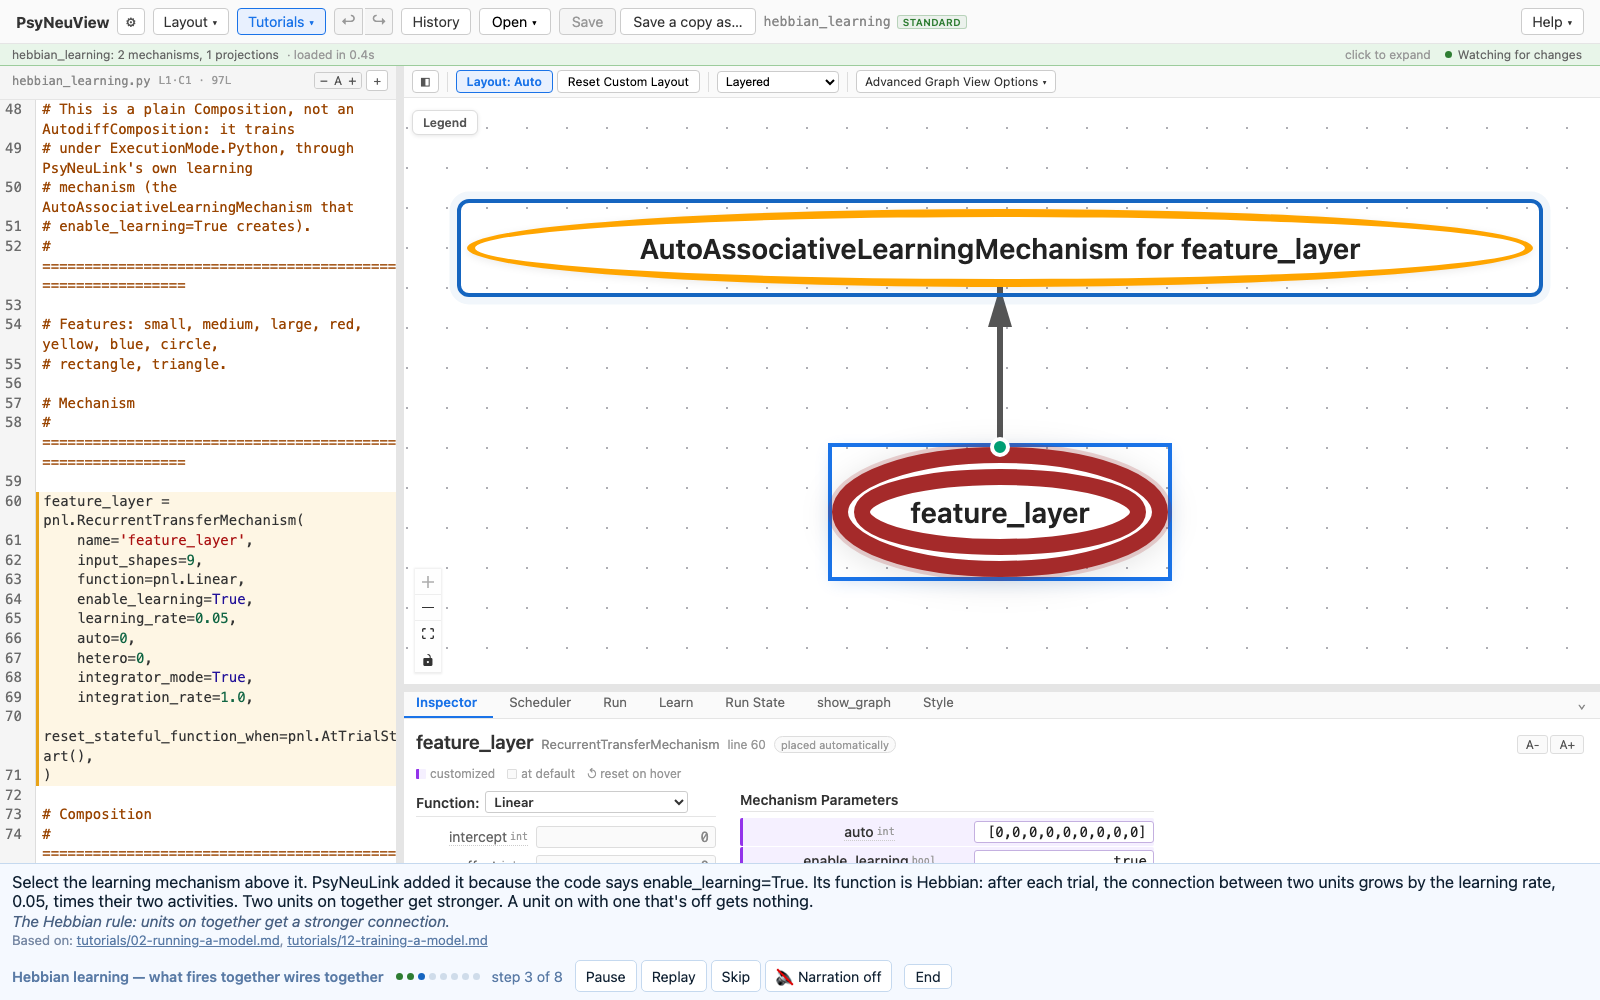 PsyNeuView
Layout ▾
Tutorials ▾
History
Open ▾
Save
Save a copy as...
hebbian_learning
STANDARD
Help ▾
hebbian_learning: 2 mechanisms, 1 projections · loaded in 0.4s
click to expand
Watching for changes
hebbian_learning.py L1·C1 · 97L
− A +
+
Layout: Auto
Reset Custom Layout
Layered
Advanced Graph View Options ▾
48 # This is a plain Composition, not an
AutodiffComposition: it trains
49 # under ExecutionMode.Python, through
PsyNeuLink's own learning
50 # mechanism (the
AutoAssociativeLearningMechanism that
51 # enable_learning=True creates).
52 #
==========================================
=================
53
54 # Features: small, medium, large, red,
yellow, blue, circle,
55 # rectangle, triangle.
56
57 # Mechanism
58 #
==========================================
=================
59
60 feature_layer =
pnl.RecurrentTransferMechanism(
61 name='feature_layer',
62 input_shapes=9,
63 function=pnl.Linear,
64 enable_learning=True,
65 learning_rate=0.05,
66 auto=0,
67 hetero=0,
68 integrator_mode=True,
69 integration_rate=1.0,
70
reset_stateful_function_when=pnl.AtTrialSt
art(),
71 )
72
73 # Composition
74 #
==========================================
Legend
AutoAssociativeLearningMechanism for feature_layer
feature_layer
Inspector
Scheduler
Run
Learn
Run State
show_graph
Style
feature_layer RecurrentTransferMechanism line 60 placed automatically
A-
A+
customized
at default
reset on hover
Function: Linear
intercept int 0
Mechanism Parameters
auto int [0,0,0,0,0,0,0,0,0]
enable_learning bool true
Select the learning mechanism above it. PsyNeuLink added it because the code says enable_learning=True. Its function is Hebbian: after each trial, the connection between two units grows by the learning rate,
0.05, times their two activities. Two units on together get stronger. A unit on with one that's off gets nothing.
The Hebbian rule: units on together get a stronger connection.
Based on: tutorials/02-running-a-model.md, tutorials/12-training-a-model.md
Hebbian learning — what fires together wires together
step 3 of 8
Pause
Replay
Skip
Narration off
End